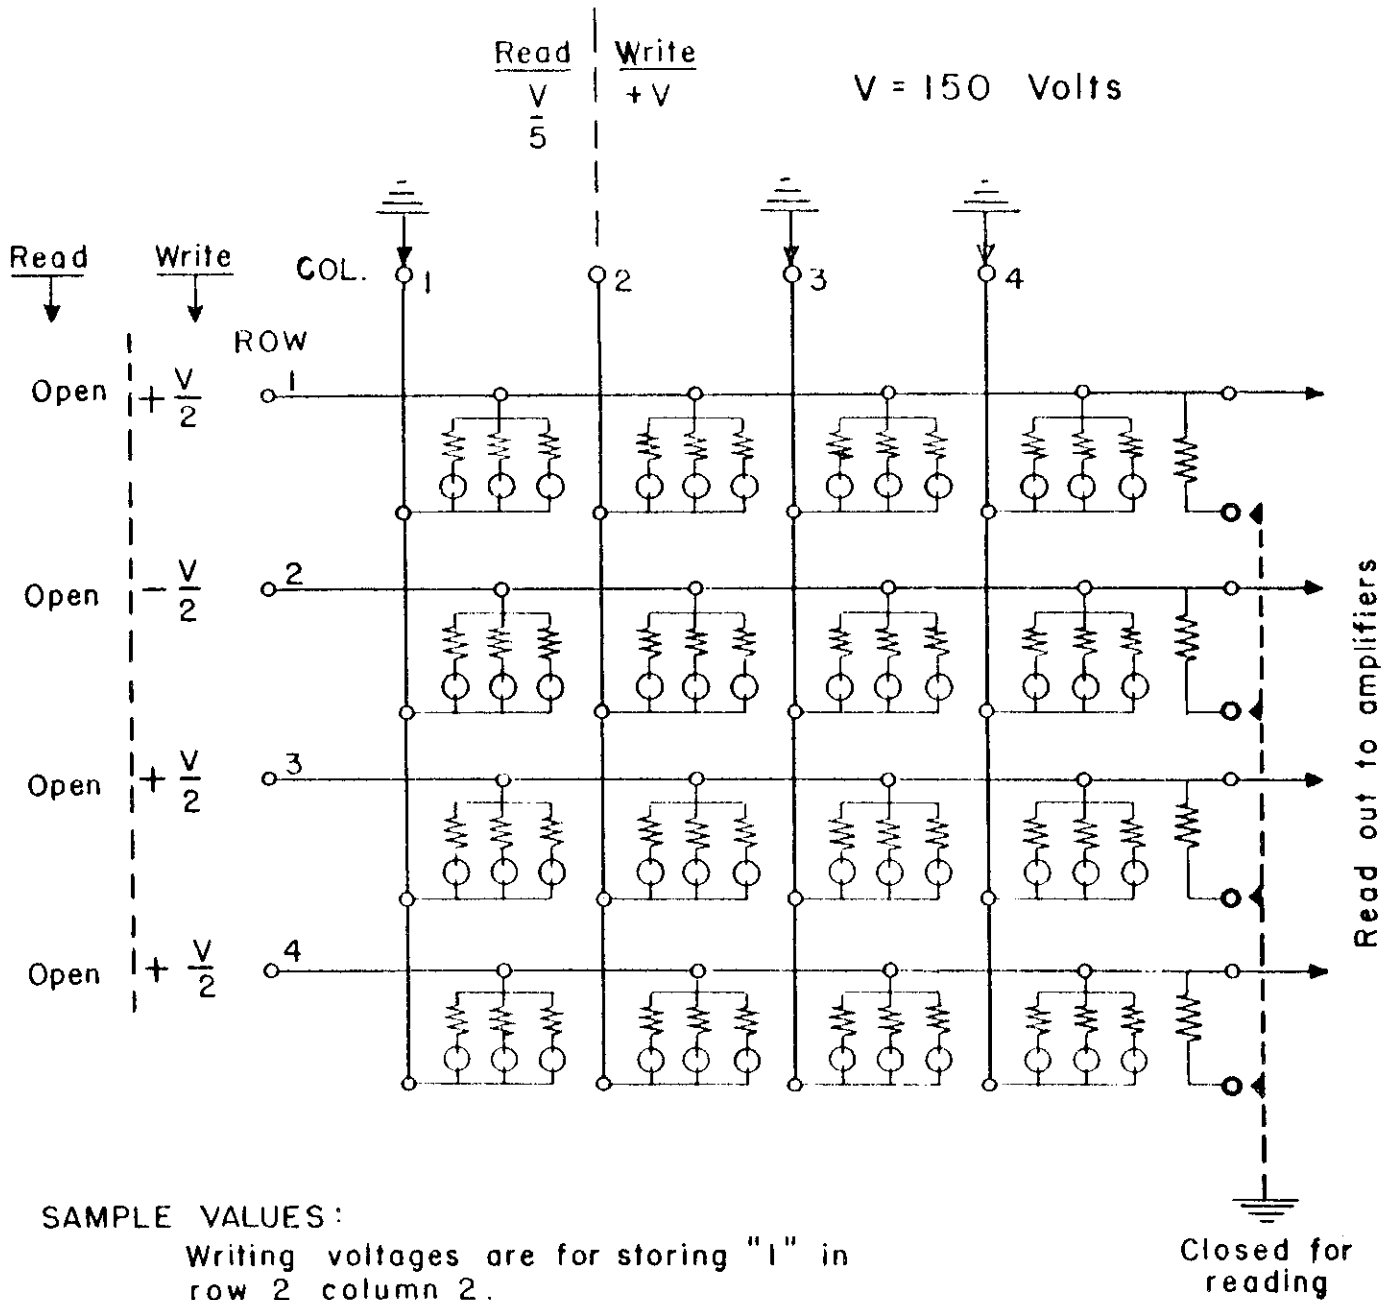 Read Write
V/5 + V
V = 150 Volts
Read Write
COL. 1 2 3 4
ROW
Open + V/2 1
Open − V/2 2
Open + V/2 3
Open + V/2 4
Read out to amplifiers
SAMPLE VALUES:
Writing voltages are for storing "1" in
row 2 column 2.
Closed for
reading